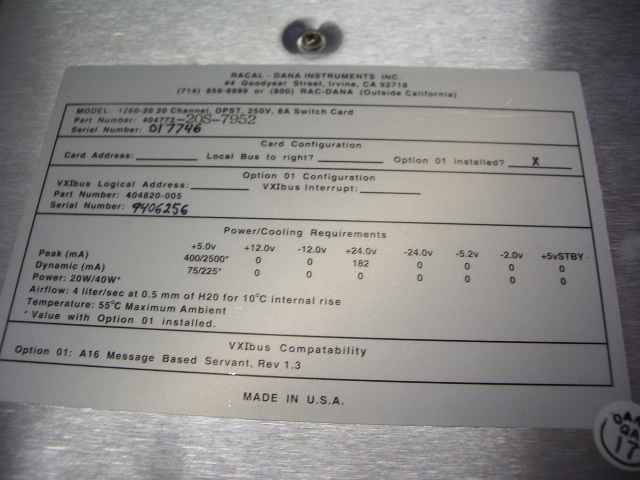 RACAL - DANA INSTRUMENTS INC.
#4 Goodyear Street, Irvine, CA 92718
(714) 859-8999 or (800) RAC-DANA (Outside California)
MODEL: 1260-20 20 Channel, DPST, 250V, 8A Switch Card
Part Number: 404773-20S-7952
Serial Number: 017746
Card Configuration
Card Address: Local Bus to right? Option 01 installed? X
Option 01 Configuration
VXIbus Logical Address: VXIbus Interrupt:
Part Number: 404820-005
Serial Number: 9406256
Power/Cooling Requirements
+5.0v +12.0v -12.0v +24.0v -24.0v -5.2v -2.0v +5vSTBY
Peak (mA) 400/2500* 0 0 182 0 0 0 0
Dynamic (mA) 75/225* 0 0 0 0 0 0 0
Power: 20W/40W*
Airflow: 4 liter/sec at 0.5 mm of H20 for 10°C internal rise
Temperature: 55°C Maximum Ambient
*Value with Option 01 installed.
VXIbus Compatability
Option 01: A16 Message Based Servant, Rev 1.3
MADE IN U.S.A.
QA
17